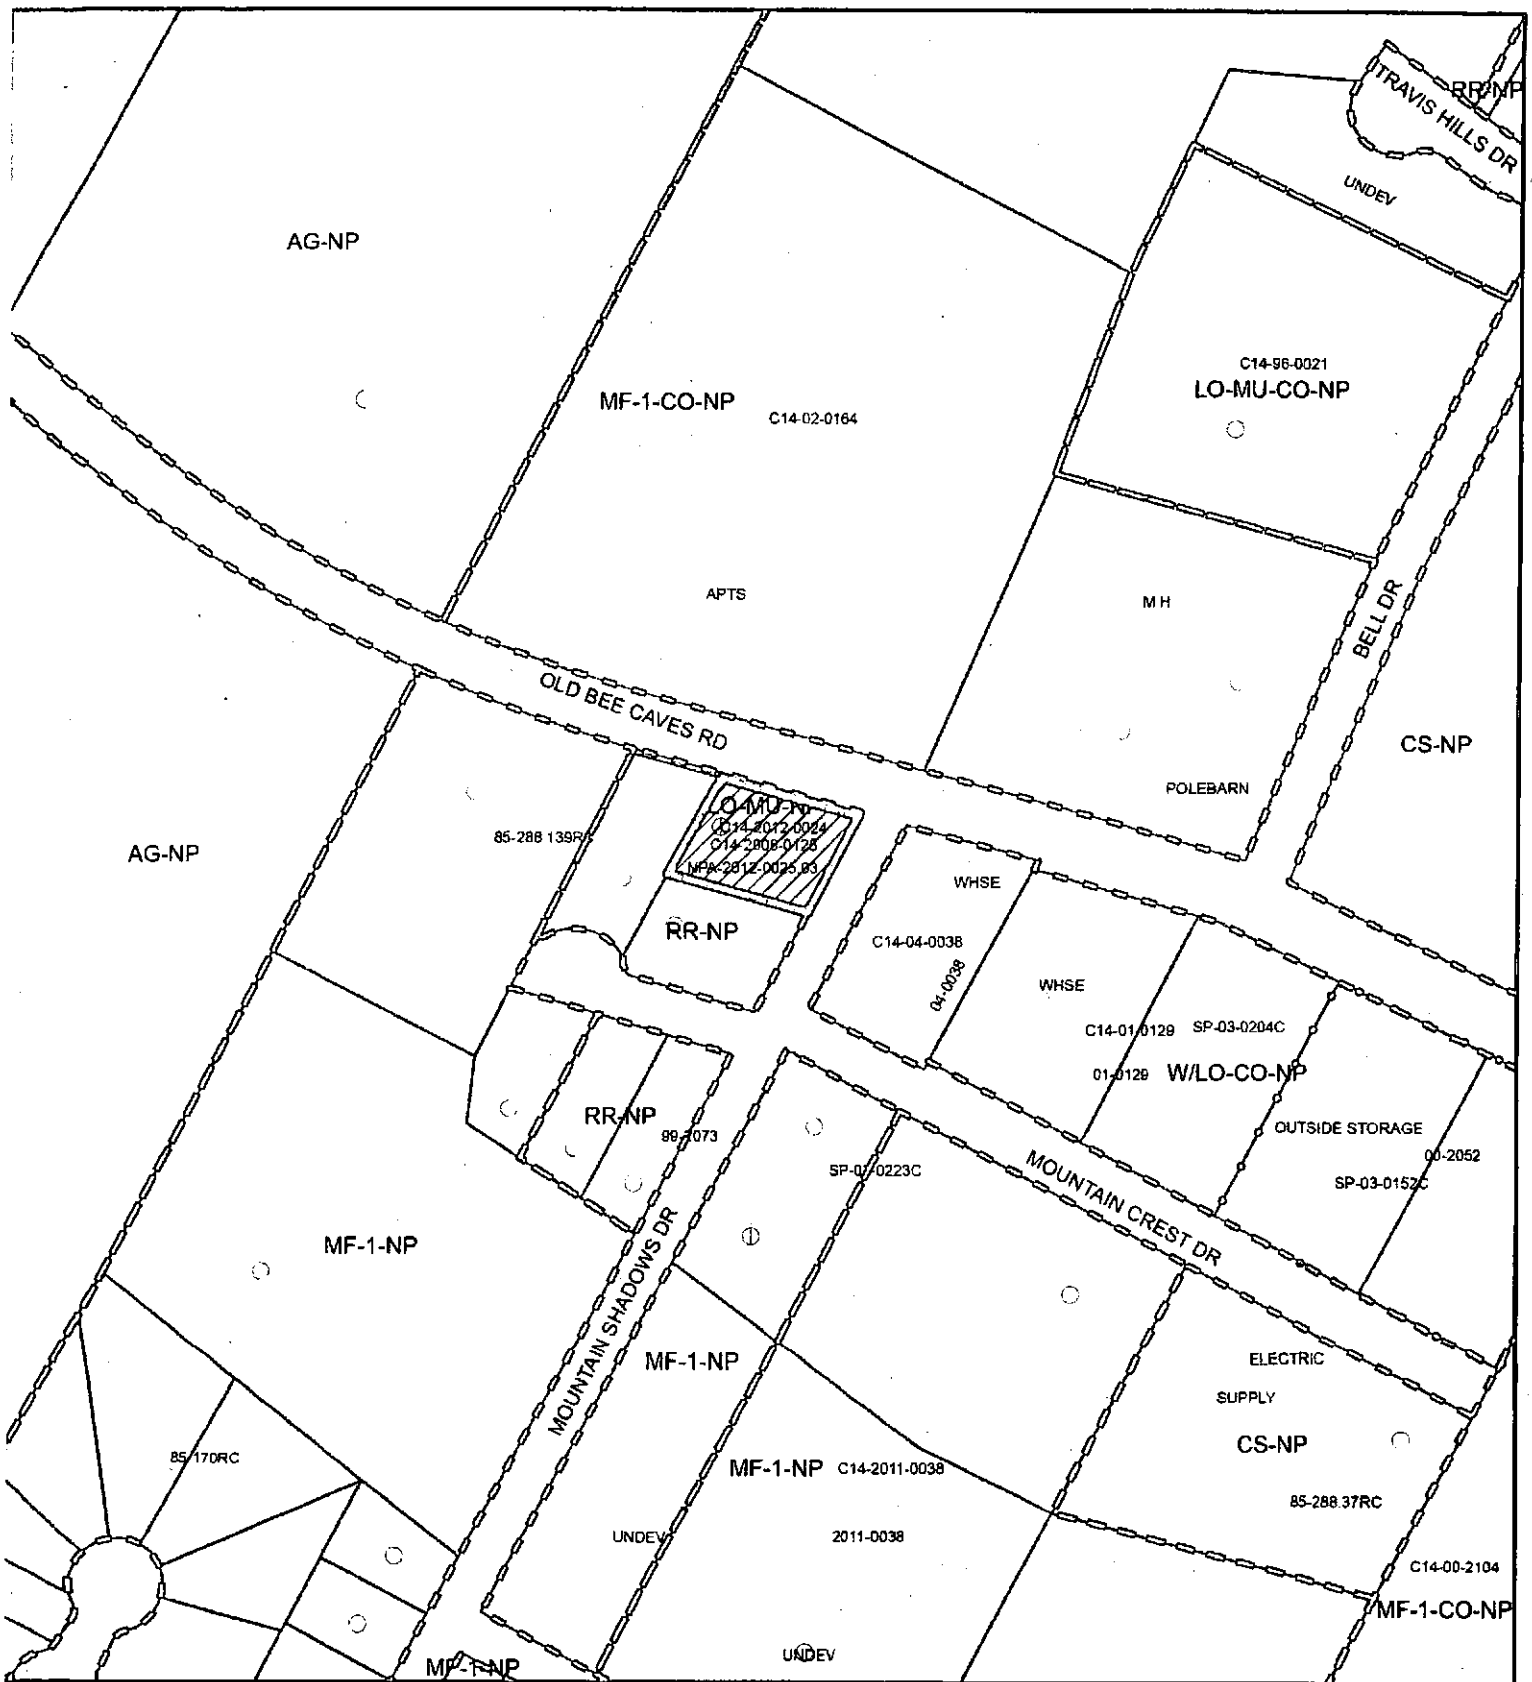 TRAVIS HILLS DR
RR-NP
UNDEV
AG-NP
C14-96-0021
LO-MU-CO-NP
MF-1-CO-NP
C14-02-0164
APTS
M H
BELL DR
OLD BEE CAVES RD
CS-NP
POLEBARN
LO-MU-NP
C14-2012-0024
C14-2008-0125
NPA-2012-0025.03
85-288 139R
AG-NP
WHSE
RR-NP
C14-04-0038
04-0038
WHSE
C14-01-0129
SP-03-0204C
01-0129
W/LO-CO-NP
RR-NP
99-2073
OUTSIDE STORAGE
00-2052
SP-03-0152C
MOUNTAIN CREST DR
MOUNTAIN SHADOWS DR
MF-1-NP
MF-1-NP
ELECTRIC
SUPPLY
CS-NP
85-170RC
MF-1-NP
C14-2011-0038
85-288.37RC
UNDEV
2011-0038
C14-00-2104
MF-1-CO-NP
UNDEV
MF-1-NP